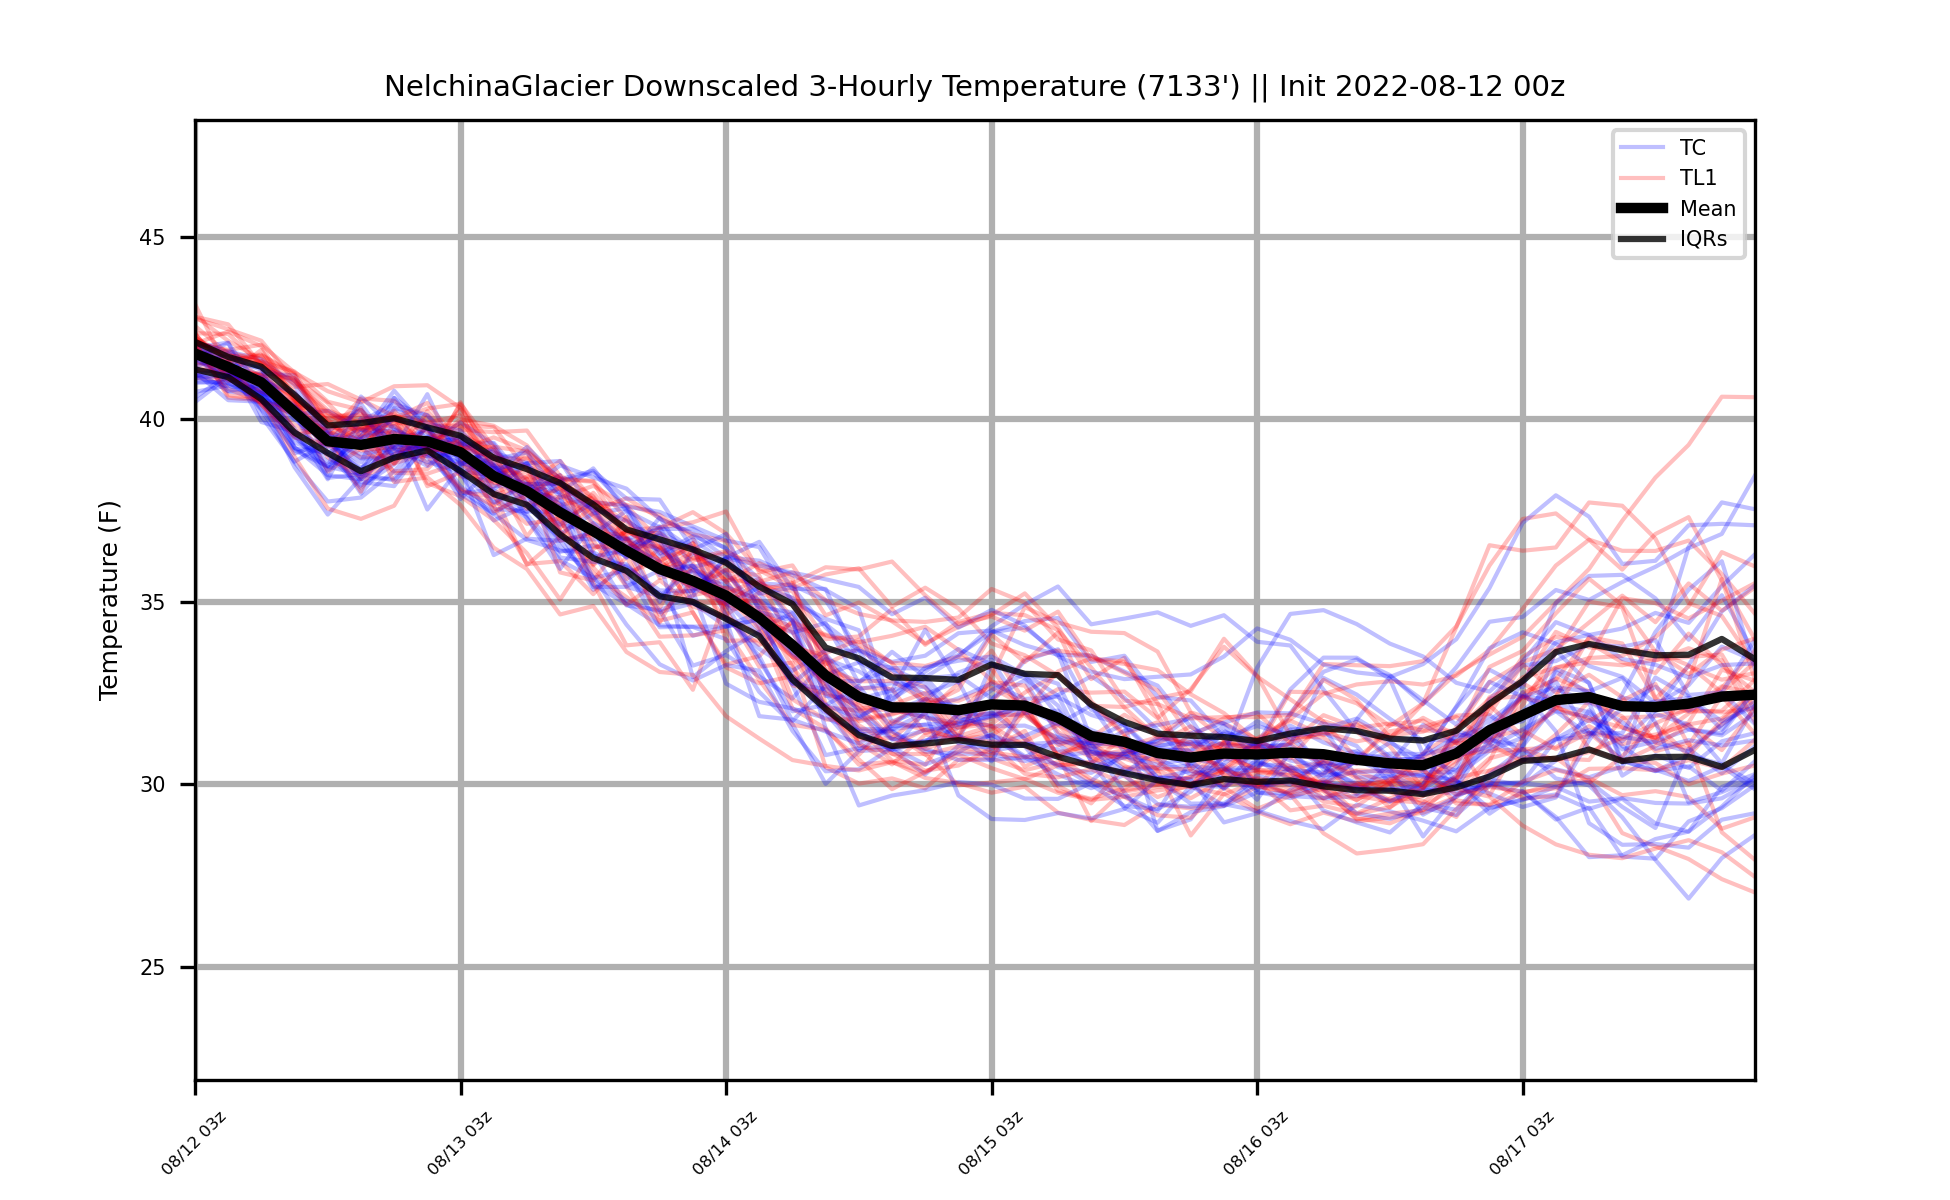 NelchinaGlacier Downscaled 3-Hourly Temperature (7133') || Init 2022-08-12 00z
TC
TL1
Mean
IQRs
Temperature (F)
45
40
35
30
25
08/12 03z
08/13 03z
08/14 03z
08/15 03z
08/16 03z
08/17 03z